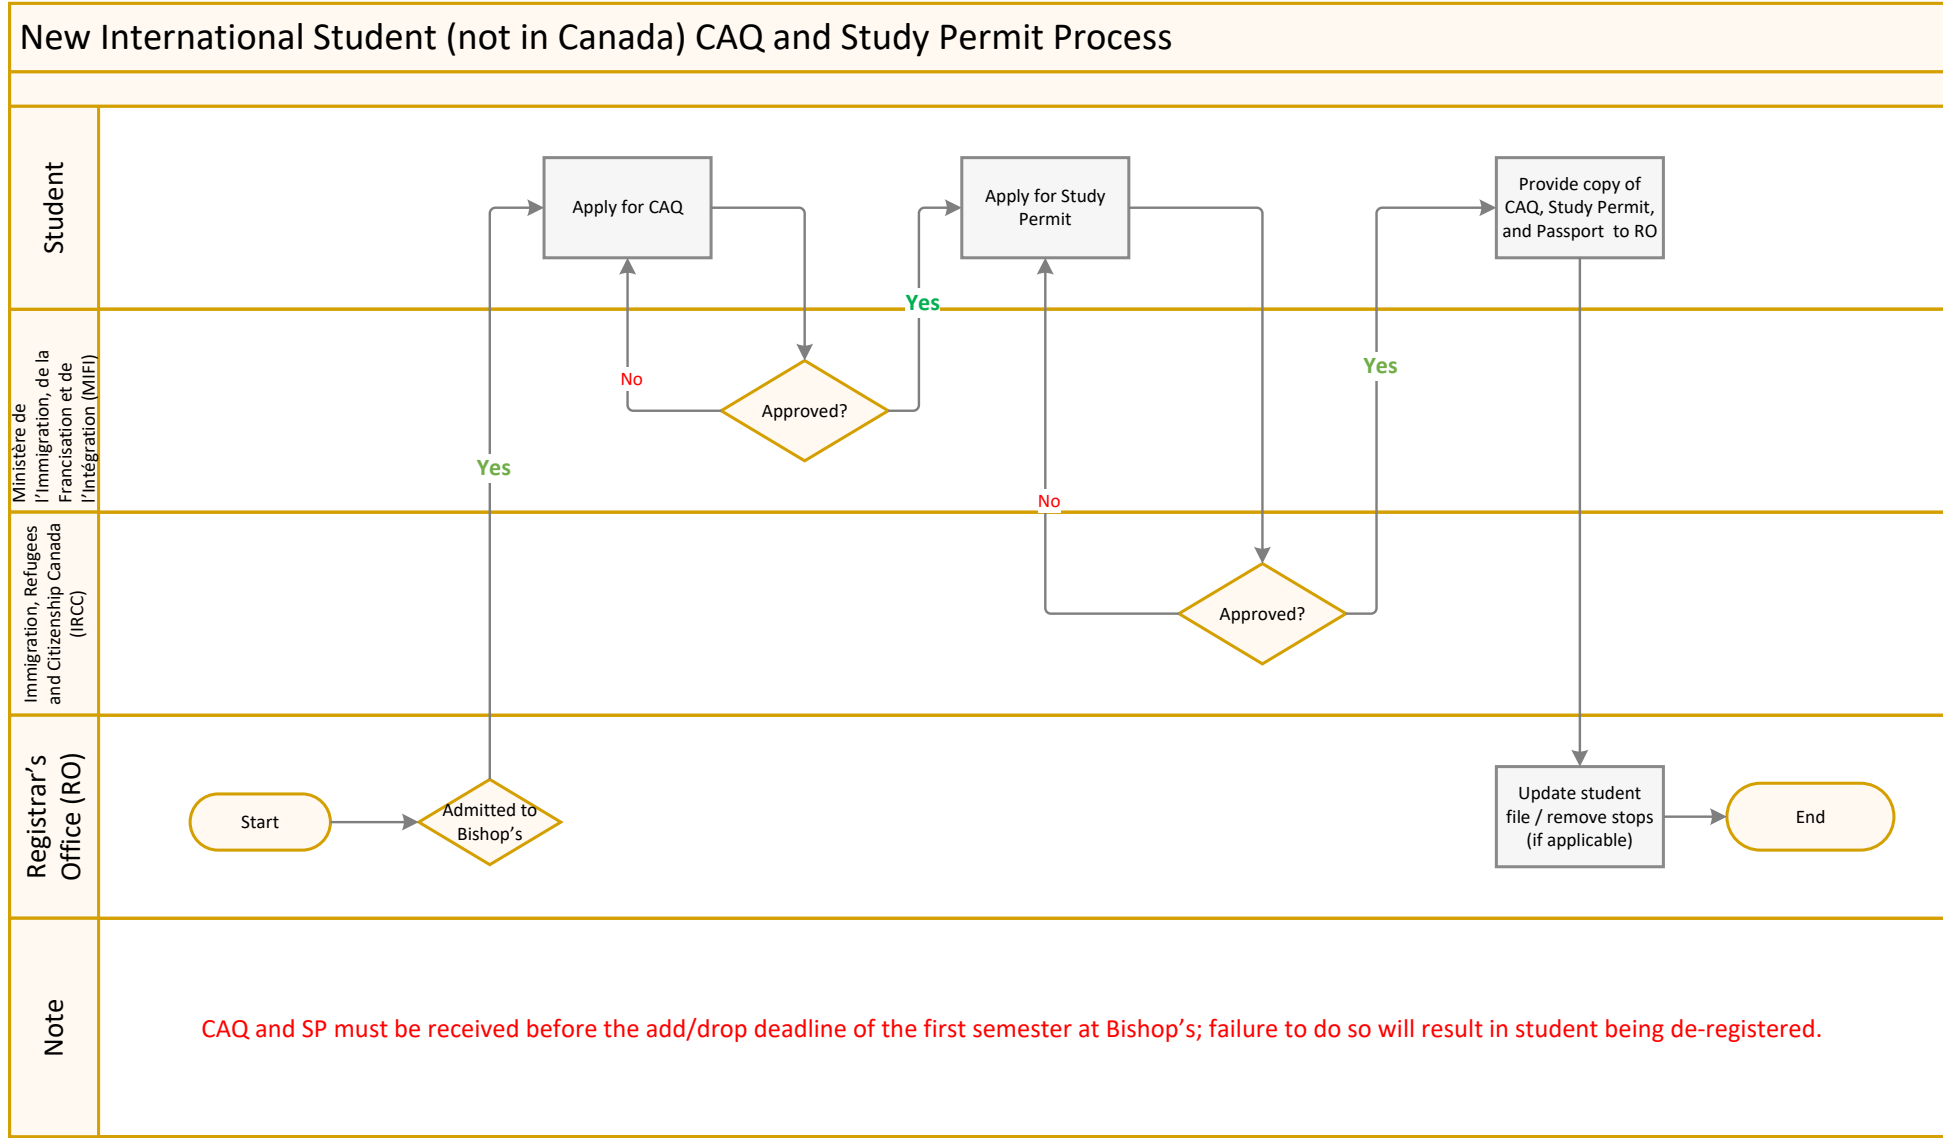 New International Student (not in Canada) CAQ and Study Permit Process
Student
Apply for CAQ
Apply for Study
Permit
Provide copy of
CAQ, Study Permit,
and Passport to RO
Yes
Ministère de
l'Immigration, de la
Francisation et de
l'Intégration (MIFI)
No
Approved?
Yes
Yes
No
Immigration, Refugees
and Citizenship Canada
(IRCC)
Approved?
Registrar's
Office (RO)
Start
Admitted to
Bishop's
Update student
file / remove stops
(if applicable)
End
Note
CAQ and SP must be received before the add/drop deadline of the first semester at Bishop's; failure to do so will result in student being de-registered.